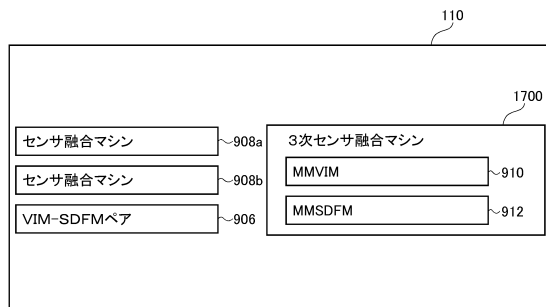 110
1700
センサ融合マシン 908a
センサ融合マシン 908b
VIM-SDFMペア 906
3次センサ融合マシン
MMVIM 910
MMSDFM 912